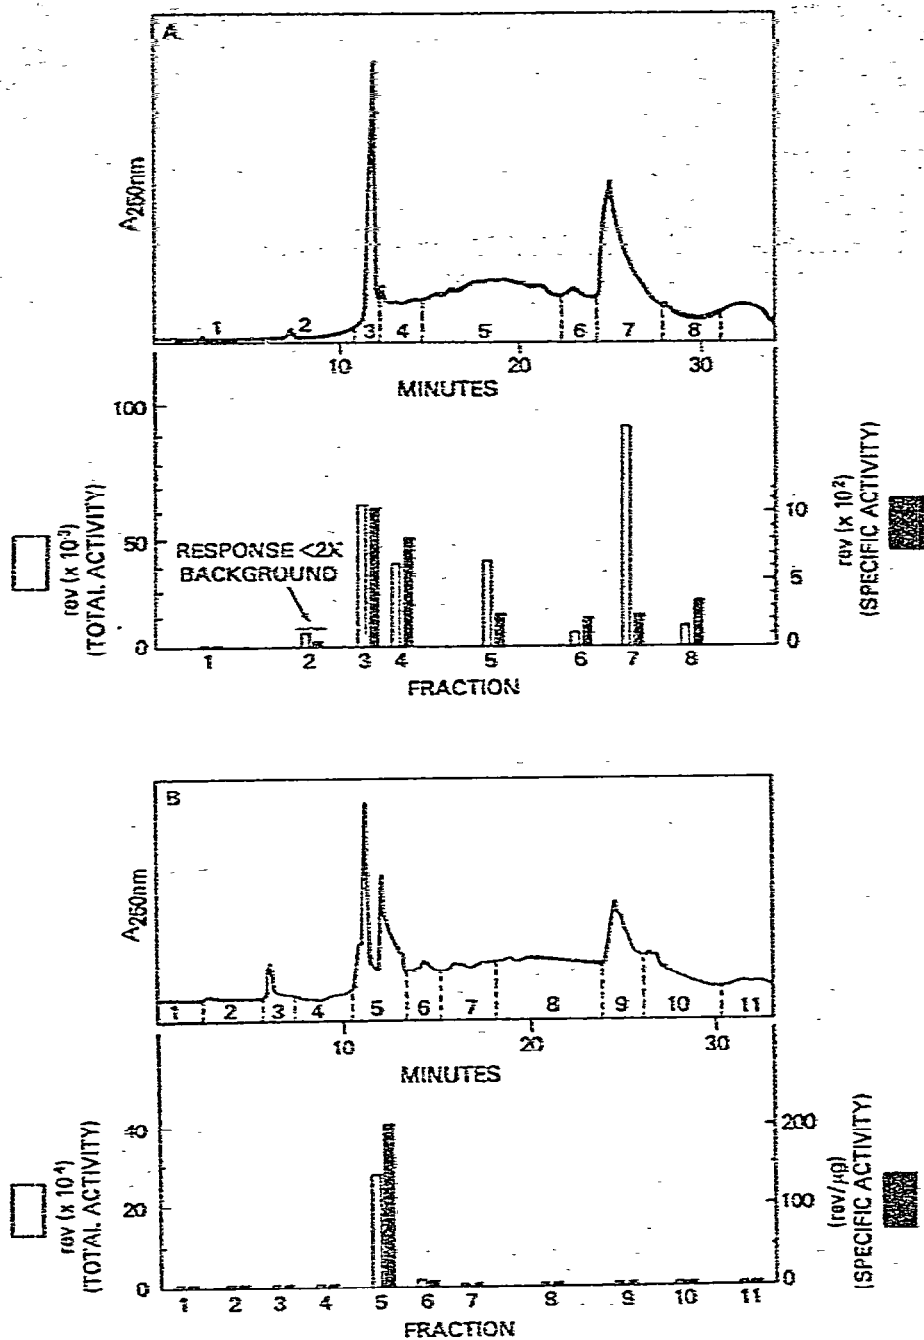 A
A260nm
1 2 3 4 5 6 7 8
10 20 30
MINUTES
100
50
0
rev (x 10³)
(TOTAL ACTIVITY)
RESPONSE <2X
BACKGROUND
10
5
0
rev (x 10²)
(SPECIFIC ACTIVITY)
1 2 3 4 5 6 7 8
FRACTION
B
A260nm
1 2 3 4 5 6 7 8 9 10 11
10 20 30
MINUTES
40
20
0
rev (x 10⁴)
(TOTAL ACTIVITY)
200
100
0
(rev/µg)
(SPECIFIC ACTIVITY)
1 2 3 4 5 6 7 8 9 10 11
FRACTION